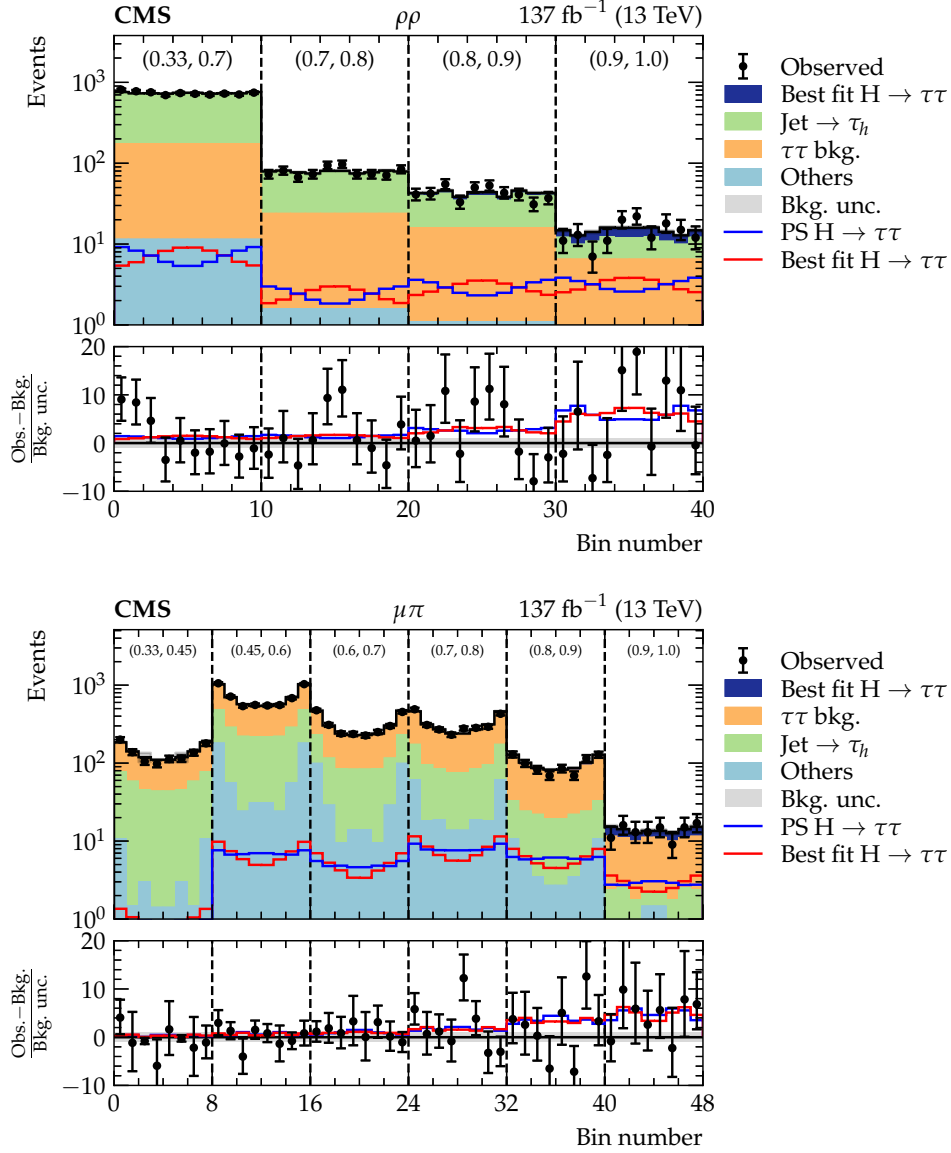 CMS ρρ 137 fb⁻¹ (13 TeV)
Events
(0.33, 0.7) (0.7, 0.8) (0.8, 0.9) (0.9, 1.0)
10³
10²
10¹
10⁰
Observed
Best fit H → ττ
Jet → τₕ
ττ bkg.
Others
Bkg. unc.
PS H → ττ
Best fit H → ττ
Obs.−Bkg.
Bkg. unc.
20
10
0
−10
0 10 20 30 40
Bin number
CMS μπ 137 fb⁻¹ (13 TeV)
Events
(0.33, 0.45) (0.45, 0.6) (0.6, 0.7) (0.7, 0.8) (0.8, 0.9) (0.9, 1.0)
10³
10²
10¹
10⁰
Observed
Best fit H → ττ
ττ bkg.
Jet → τₕ
Others
Bkg. unc.
PS H → ττ
Best fit H → ττ
Obs.−Bkg.
Bkg. unc.
20
10
0
−10
0 8 16 24 32 40 48
Bin number